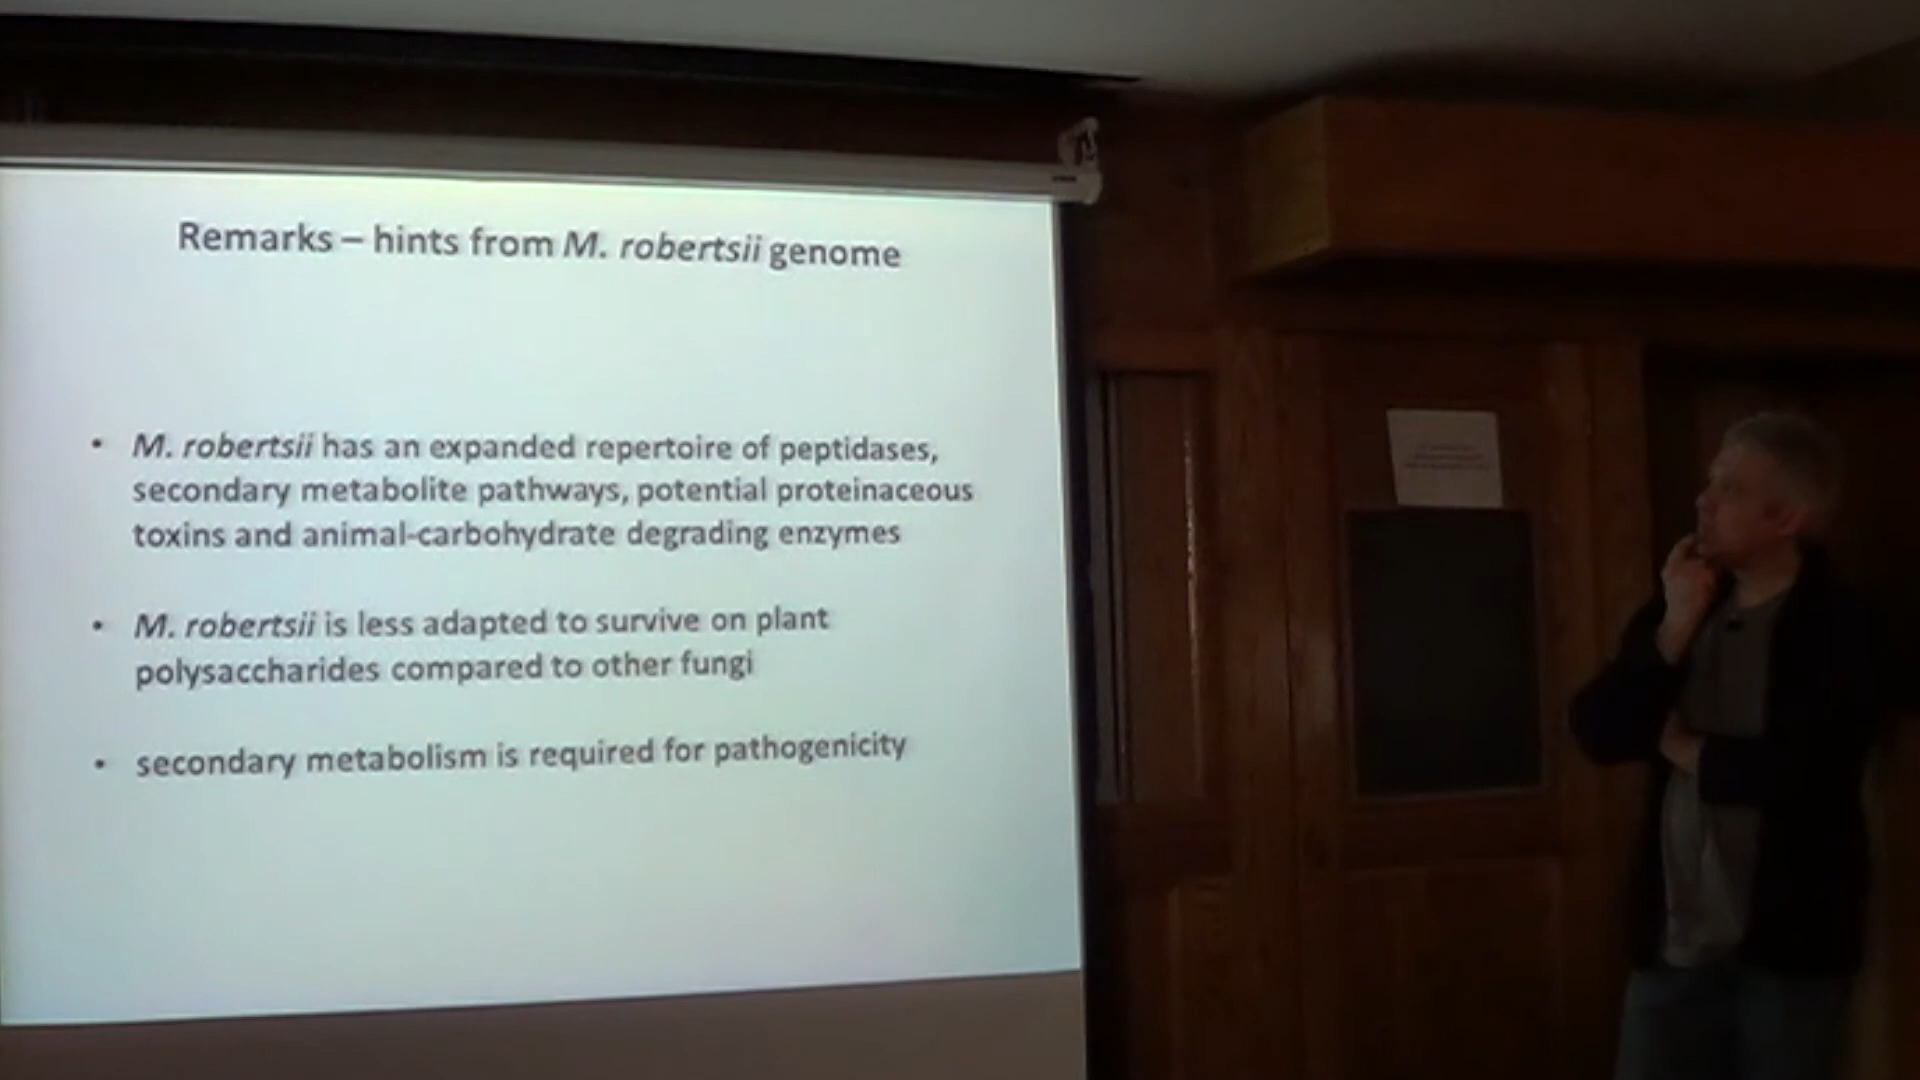 Remarks – hints from M. robertsii genome
• M. robertsii has an expanded repertoire of peptidases,
secondary metabolite pathways, potential proteinaceous
toxins and animal-carbohydrate degrading enzymes
• M. robertsii is less adapted to survive on plant
polysaccharides compared to other fungi
• secondary metabolism is required for pathogenicity